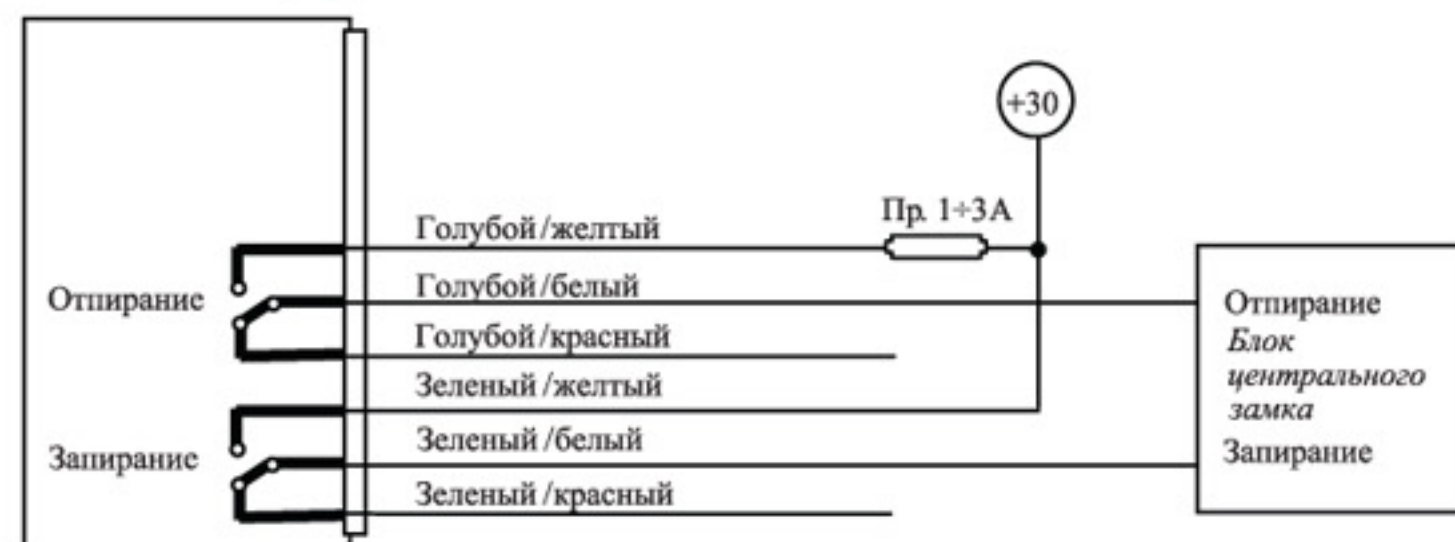 +30
Пр. 1÷3А
Голубой/желтый
Голубой/белый
Голубой/красный
Зеленый/желтый
Зеленый/белый
Зеленый/красный
Отпирание
Запирание
Отпирание
Блок
центрального
замка
Запирание